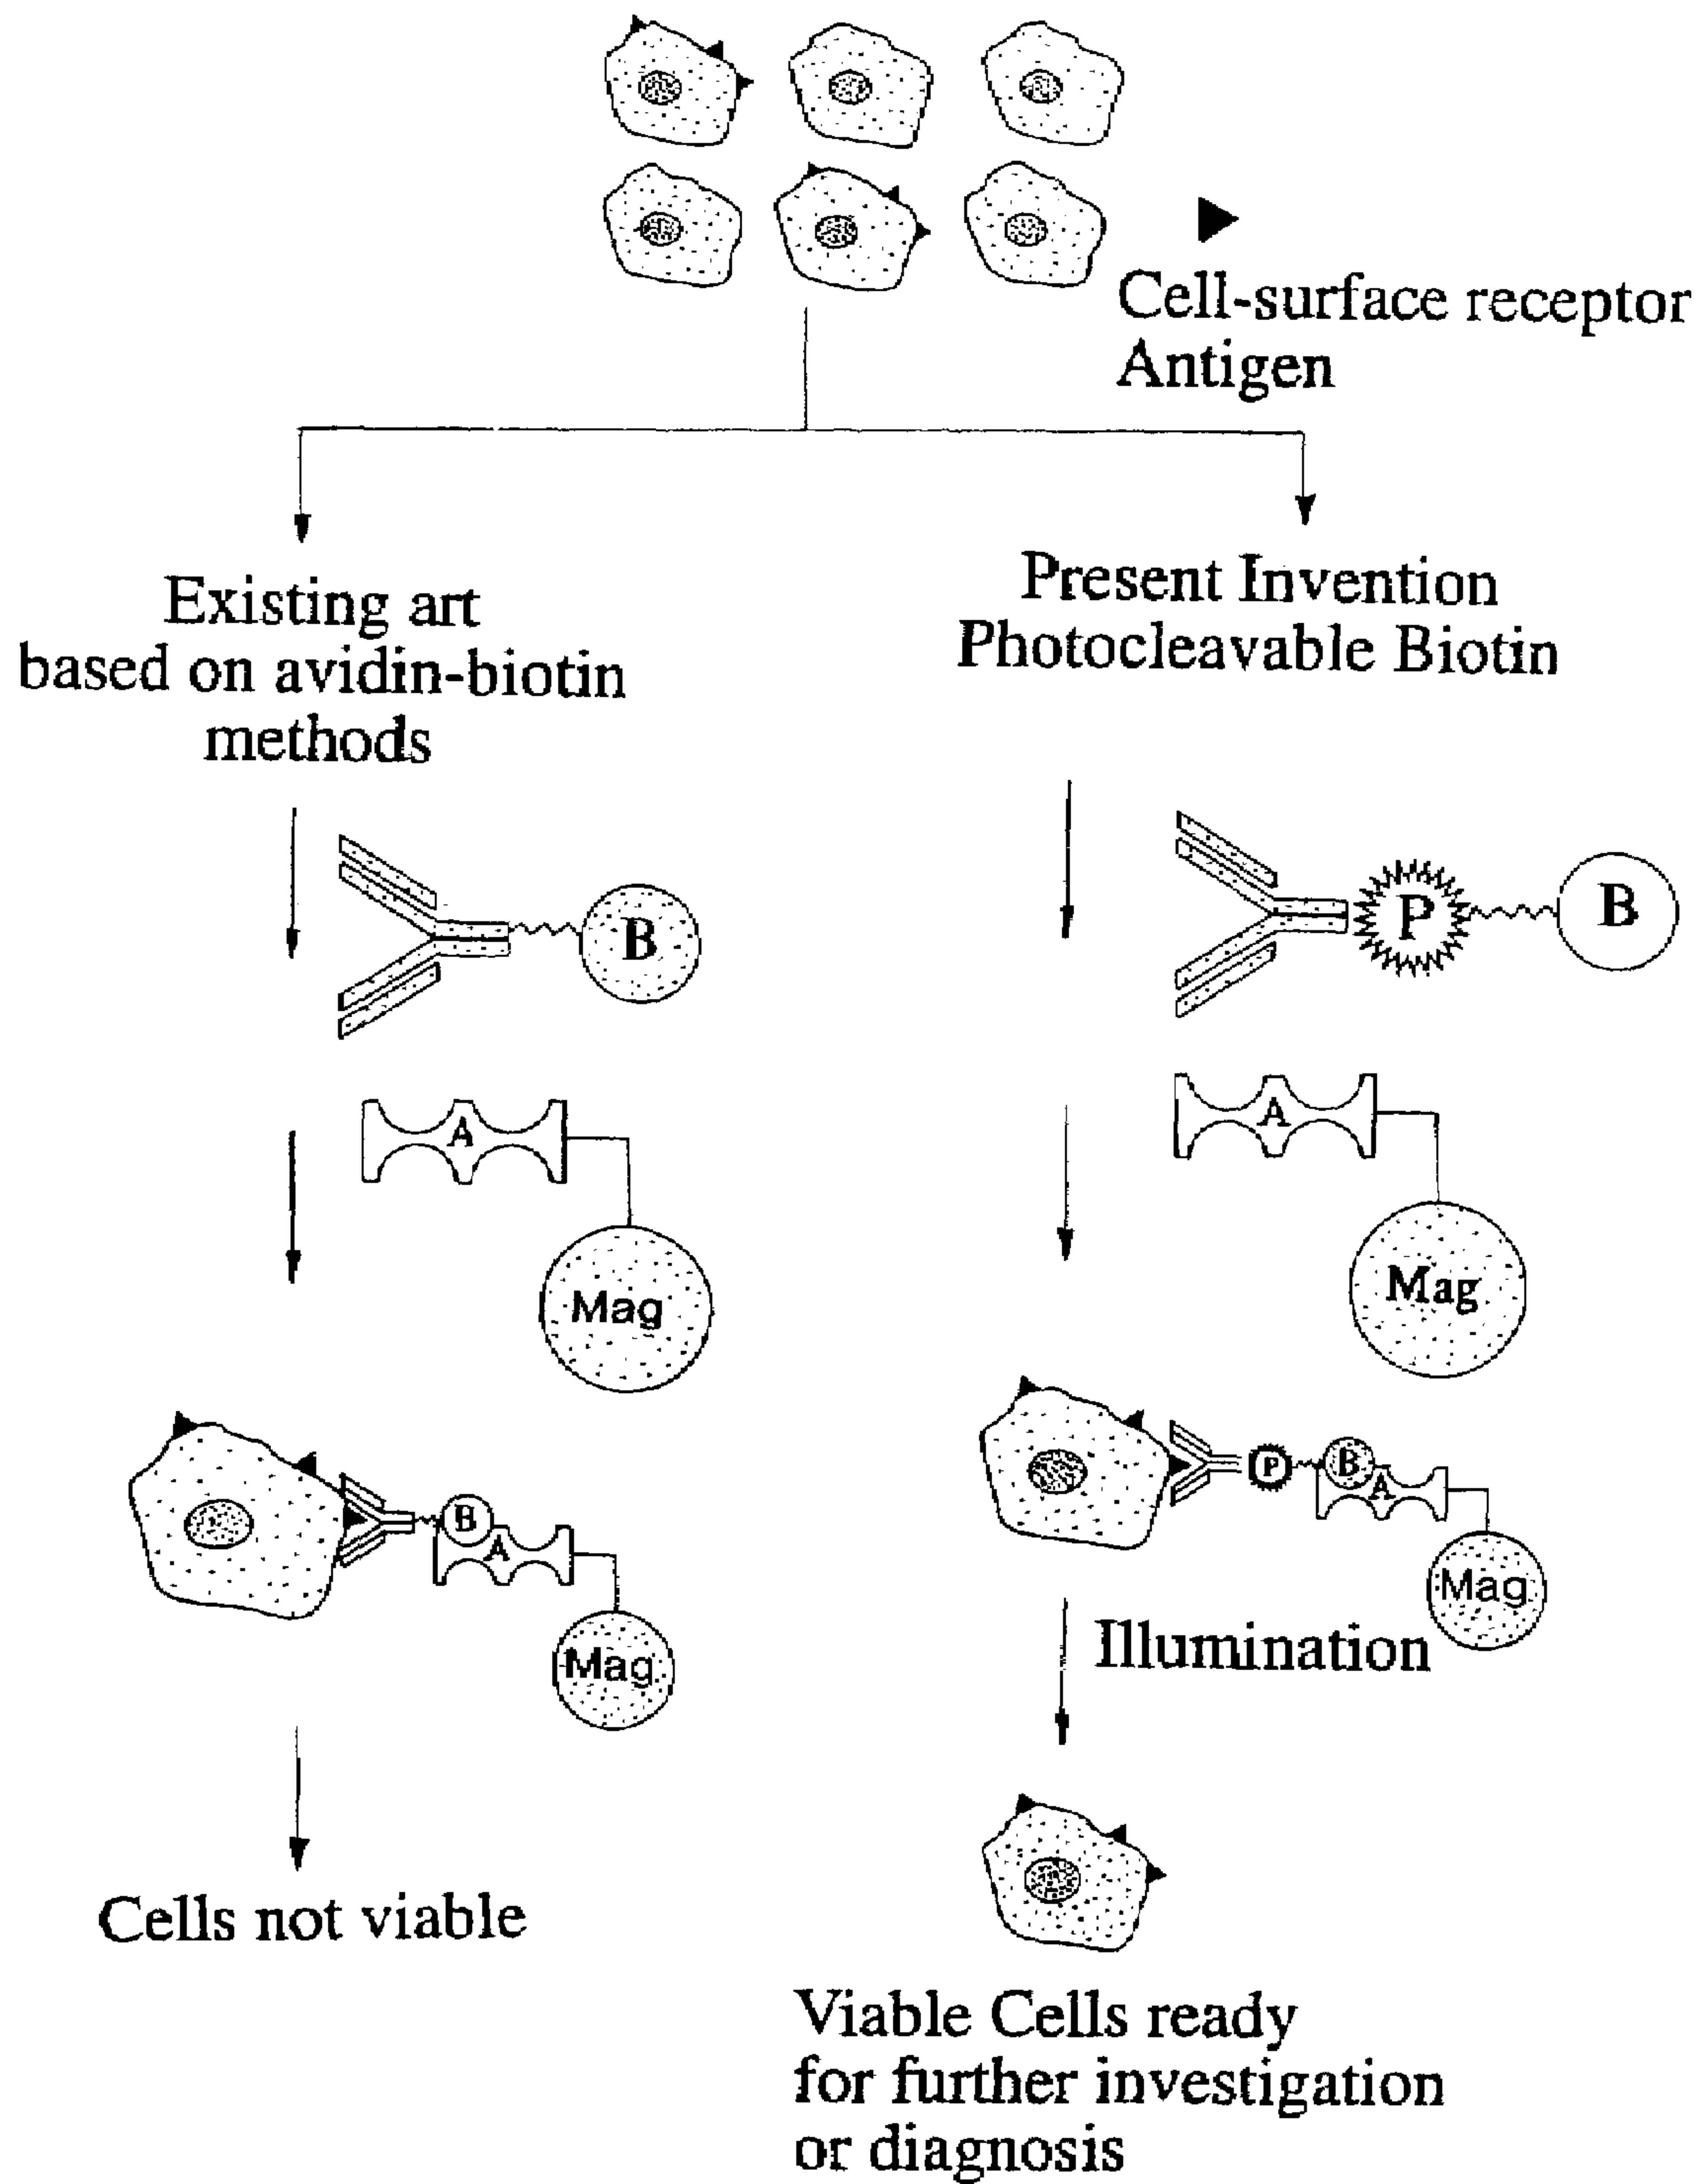 Cell-surface receptor
Antigen
Existing art
based on avidin-biotin
methods
B
A
Mag
B
A
Mag
Cells not viable
Present Invention
Photocleavable Biotin
P B
A
Mag
P B
A
Mag
Illumination
Viable Cells ready
for further investigation
or diagnosis